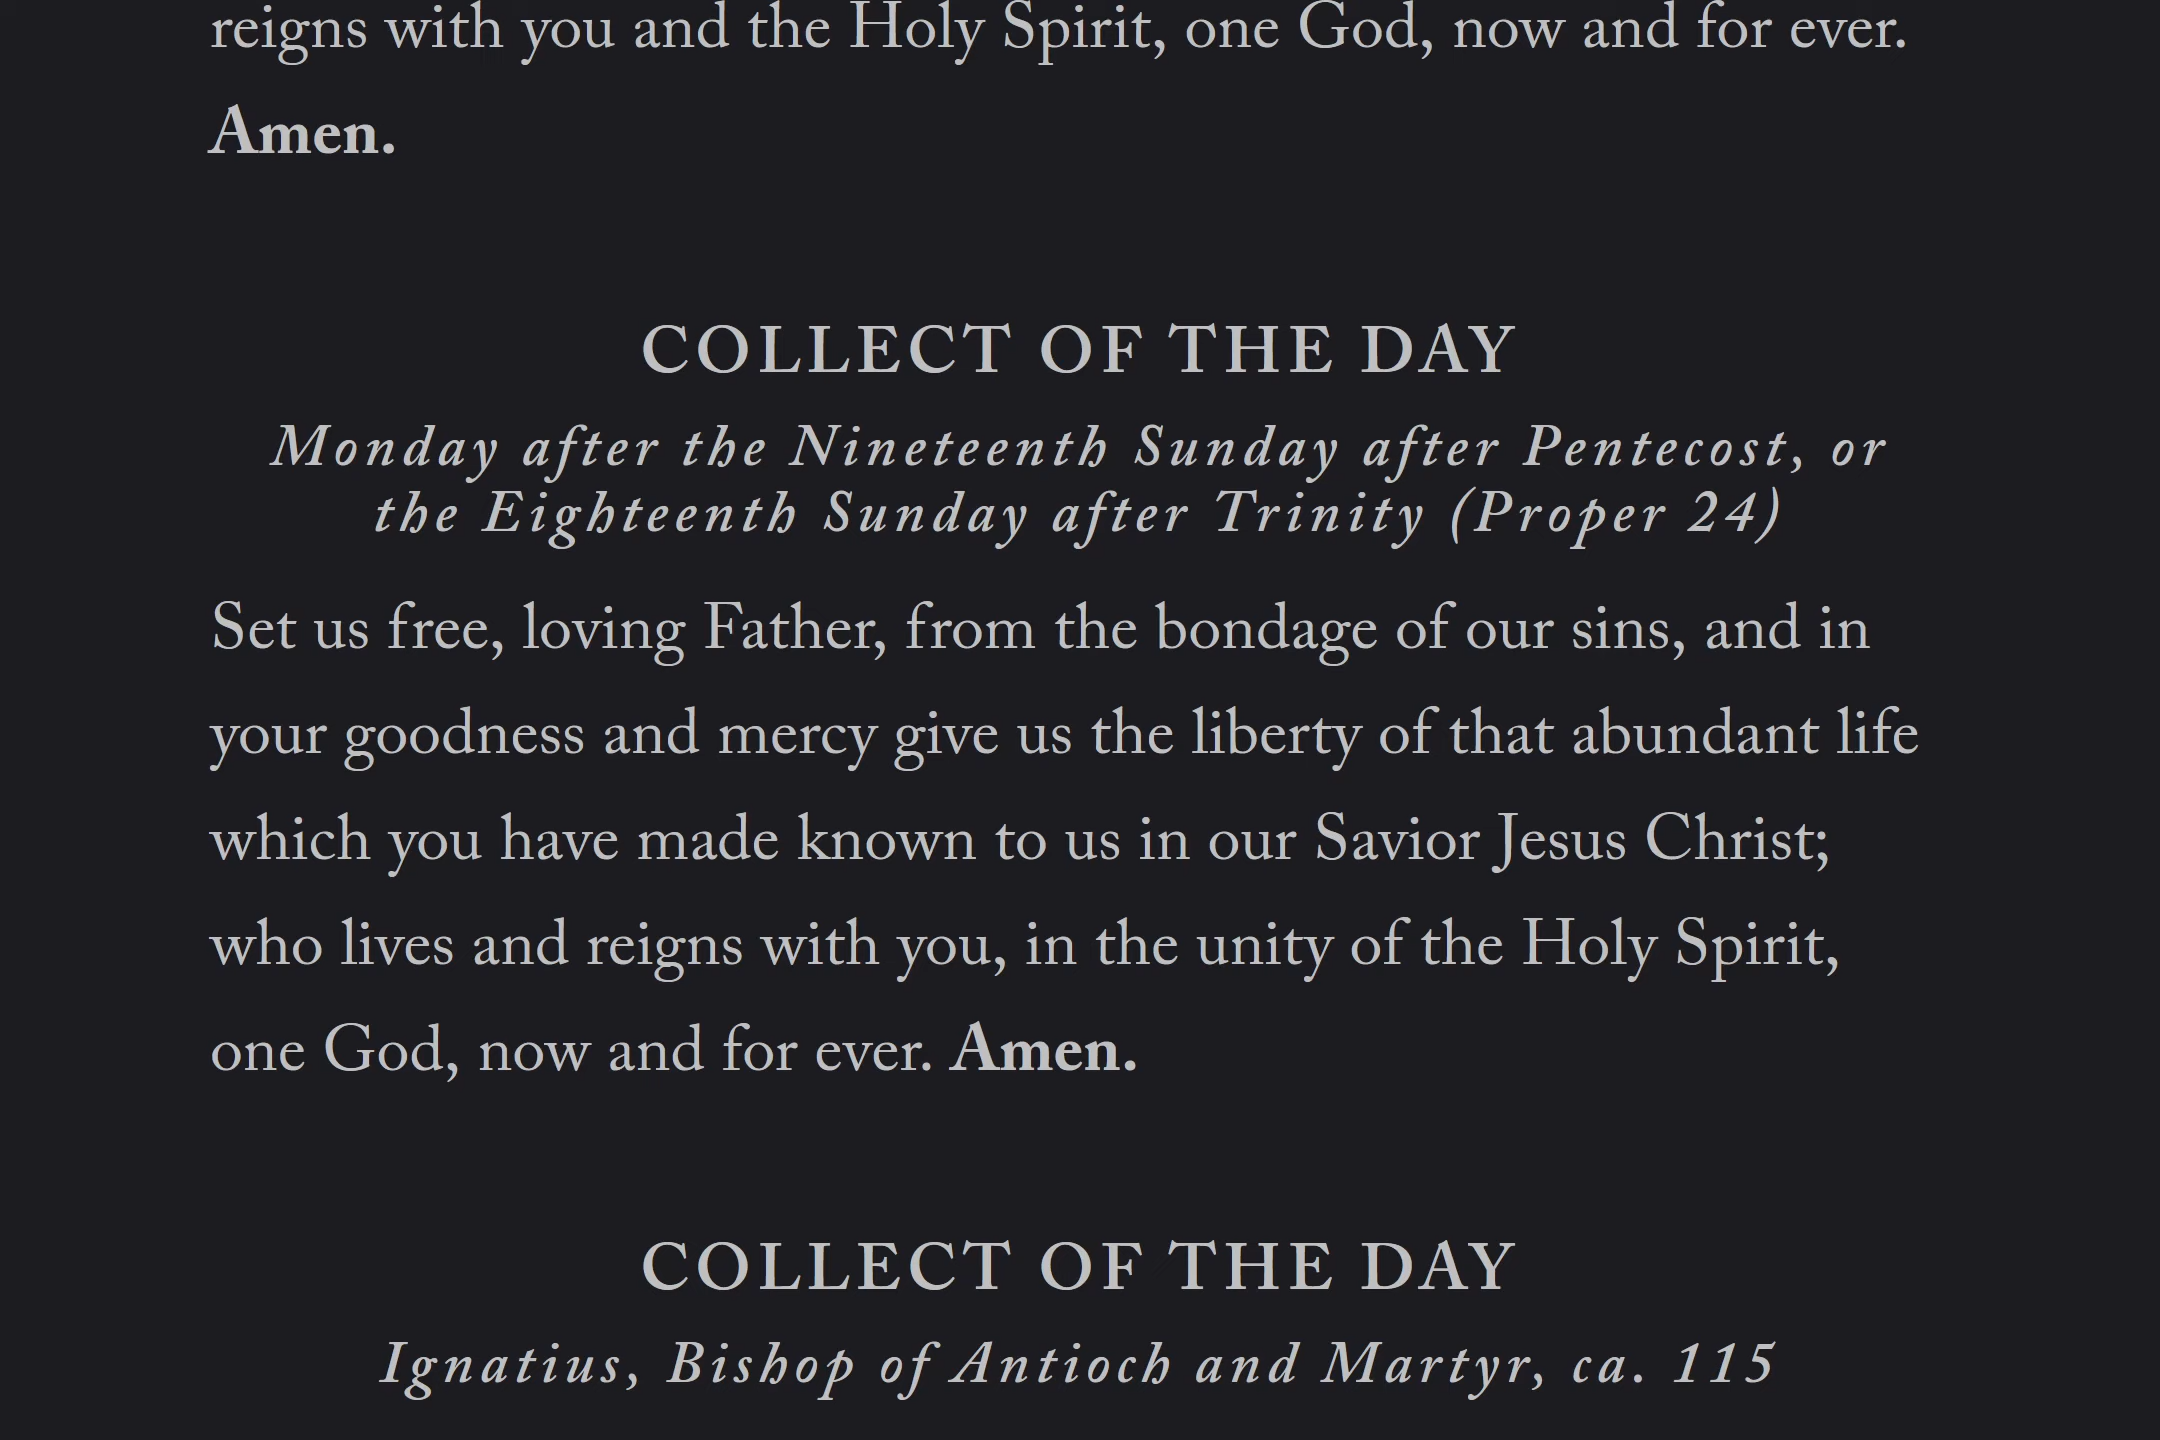 reigns with you and the Holy Spirit, one God, now and for ever.
Amen.
COLLECT OF THE DAY
Monday after the Nineteenth Sunday after Pentecost, or
the Eighteenth Sunday after Trinity (Proper 24)
Set us free, loving Father, from the bondage of our sins, and in
your goodness and mercy give us the liberty of that abundant life
which you have made known to us in our Savior Jesus Christ;
who lives and reigns with you, in the unity of the Holy Spirit,
one God, now and for ever. Amen.
COLLECT OF THE DAY
Ignatius, Bishop of Antioch and Martyr, ca. 115